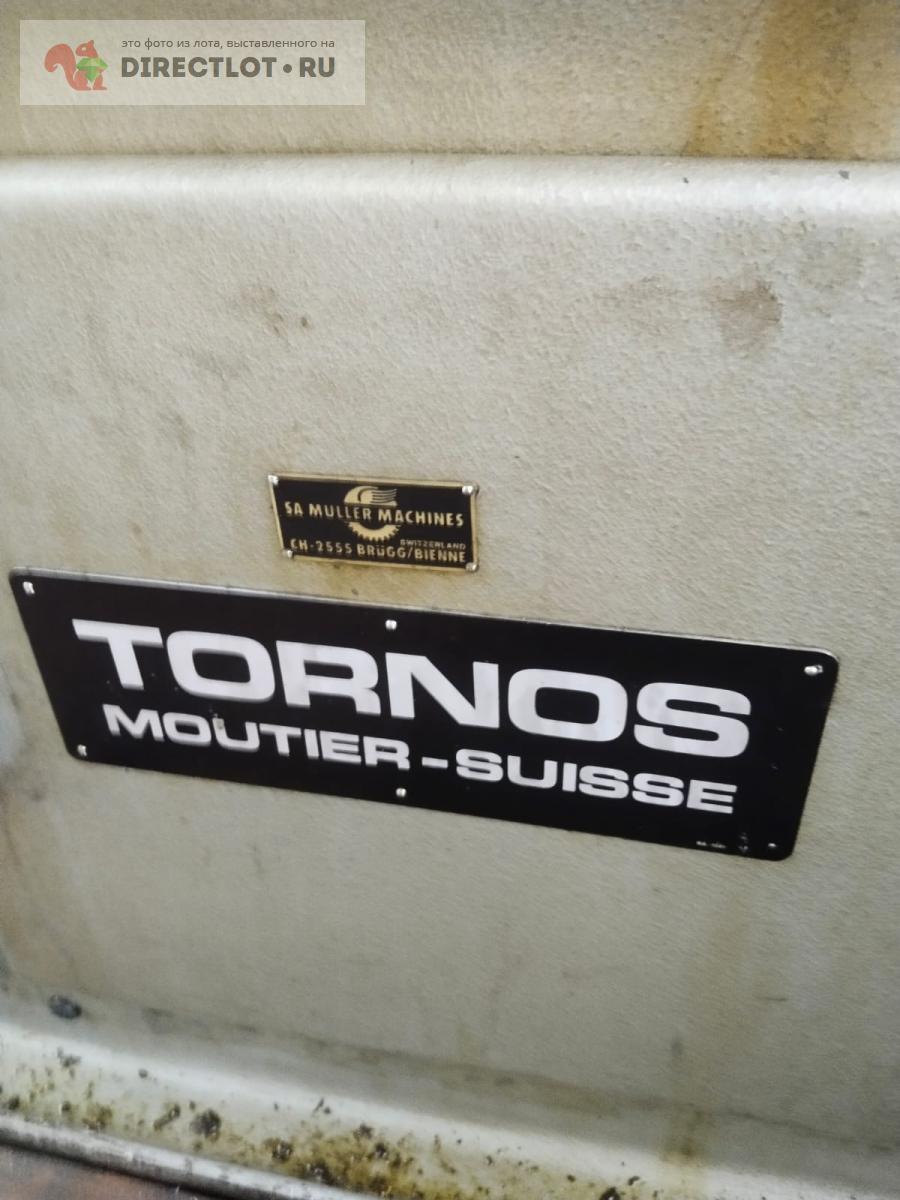 это фото из лота, выставленного на
DIRECTLOT•RU
SA MULLER MACHINES
SWITZERLAND
CH-2555 BRÜGG/BIENNE
TORNOS
MOUTIER-SUISSE